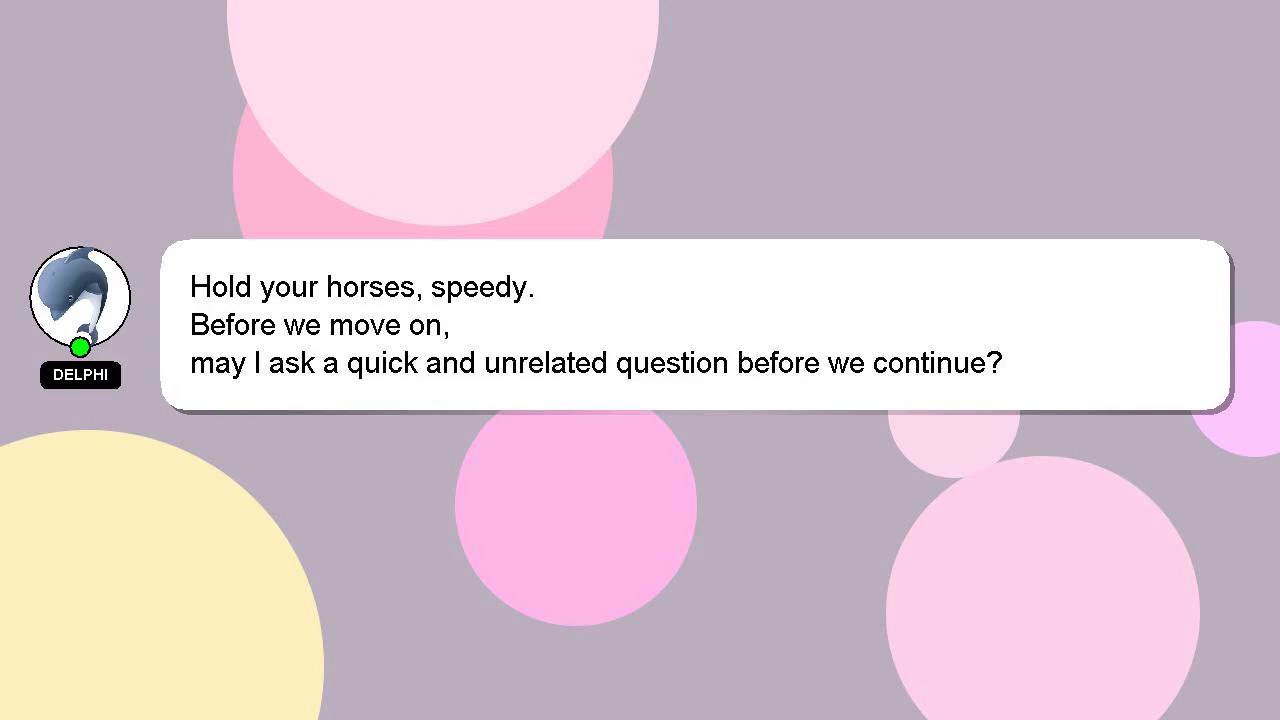 Hold your horses, speedy.
Before we move on,
may I ask a quick and unrelated question before we continue?
DELPHI